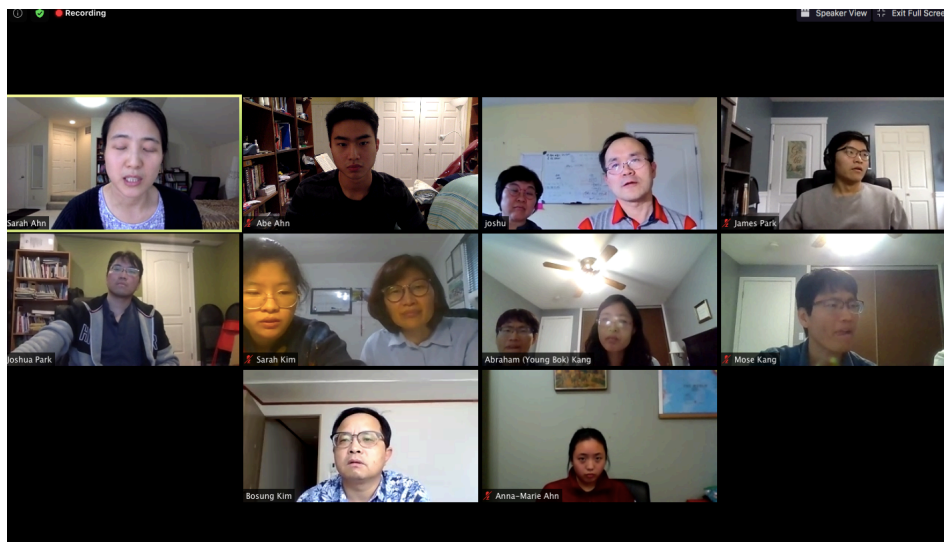 Recording
Speaker View
Exit Full Scree
Sarah Ahn
Abe Ahn
joshu
James Park
Joshua Park
Sarah Kim
Abraham (Young Bok) Kang
Mose Kang
Bosung Kim
Anna-Marie Ahn